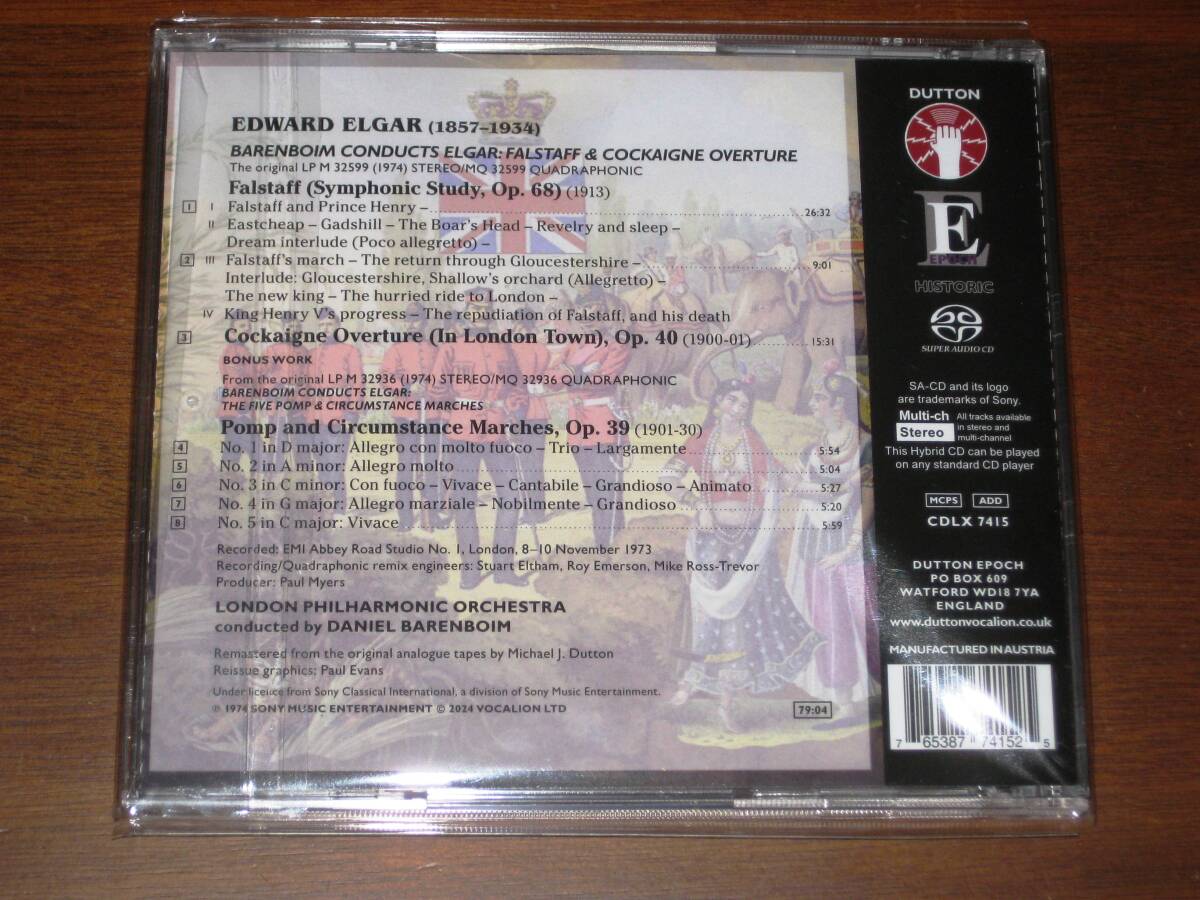 EDWARD ELGAR (1857–1934)
BARENBOIM CONDUCTS ELGAR: FALSTAFF & COCKAIGNE OVERTURE
The original LP M 32599 (1974) STEREO/MQ 32599 QUADRAPHONIC
Falstaff (Symphonic Study, Op. 68) (1913)
1 I Falstaff and Prince Henry – 26:32
II Eastcheap – Gadshill – The Boar's Head – Revelry and sleep –
Dream interlude (Poco allegretto) –
2 III Falstaff's march – The return through Gloucestershire – 9:01
Interlude: Gloucestershire, Shallow's orchard (Allegretto) –
The new king – The hurried ride to London –
IV King Henry V's progress – The repudiation of Falstaff, and his death
3 Cockaigne Overture (In London Town), Op. 40 (1900-01) 15:31
BONUS WORK
From the original LP M 32936 (1974) STEREO/MQ 32936 QUADRAPHONIC
BARENBOIM CONDUCTS ELGAR:
THE FIVE POMP & CIRCUMSTANCE MARCHES
Pomp and Circumstance Marches, Op. 39 (1901-30)
4 No. 1 in D major: Allegro con molto fuoco – Trio – Largamente 5:54
5 No. 2 in A minor: Allegro molto 5:04
6 No. 3 in C minor: Con fuoco – Vivace – Cantabile – Grandioso – Animato 5:27
7 No. 4 in G major: Allegro marziale – Nobilmente – Grandioso 5:20
8 No. 5 in C major: Vivace 5:59
Recorded: EMI Abbey Road Studio No. 1, London, 8–10 November 1973
Recording/Quadraphonic remix engineers: Stuart Eltham, Roy Emerson, Mike Ross-Trevor
Producer: Paul Myers
LONDON PHILHARMONIC ORCHESTRA
conducted by DANIEL BARENBOIM
Remastered from the original analogue tapes by Michael J. Dutton
Reissue graphics: Paul Evans
Under licence from Sony Classical International, a division of Sony Music Entertainment.
℗ 1974 SONY MUSIC ENTERTAINMENT © 2024 VOCALION LTD
79:04
DUTTON
E
EPOCH
HISTORIC
SUPER AUDIO CD
SA-CD and its logo
are trademarks of Sony.
Multi-ch
Stereo
All tracks available
in stereo and
multi-channel
This Hybrid CD can be played
on any standard CD player
MCPS ADD
CDLX 7415
DUTTON EPOCH
PO BOX 609
WATFORD WD18 7YA
ENGLAND
www.duttonvocalion.co.uk
MANUFACTURED IN AUSTRIA
7 65387 74152 5